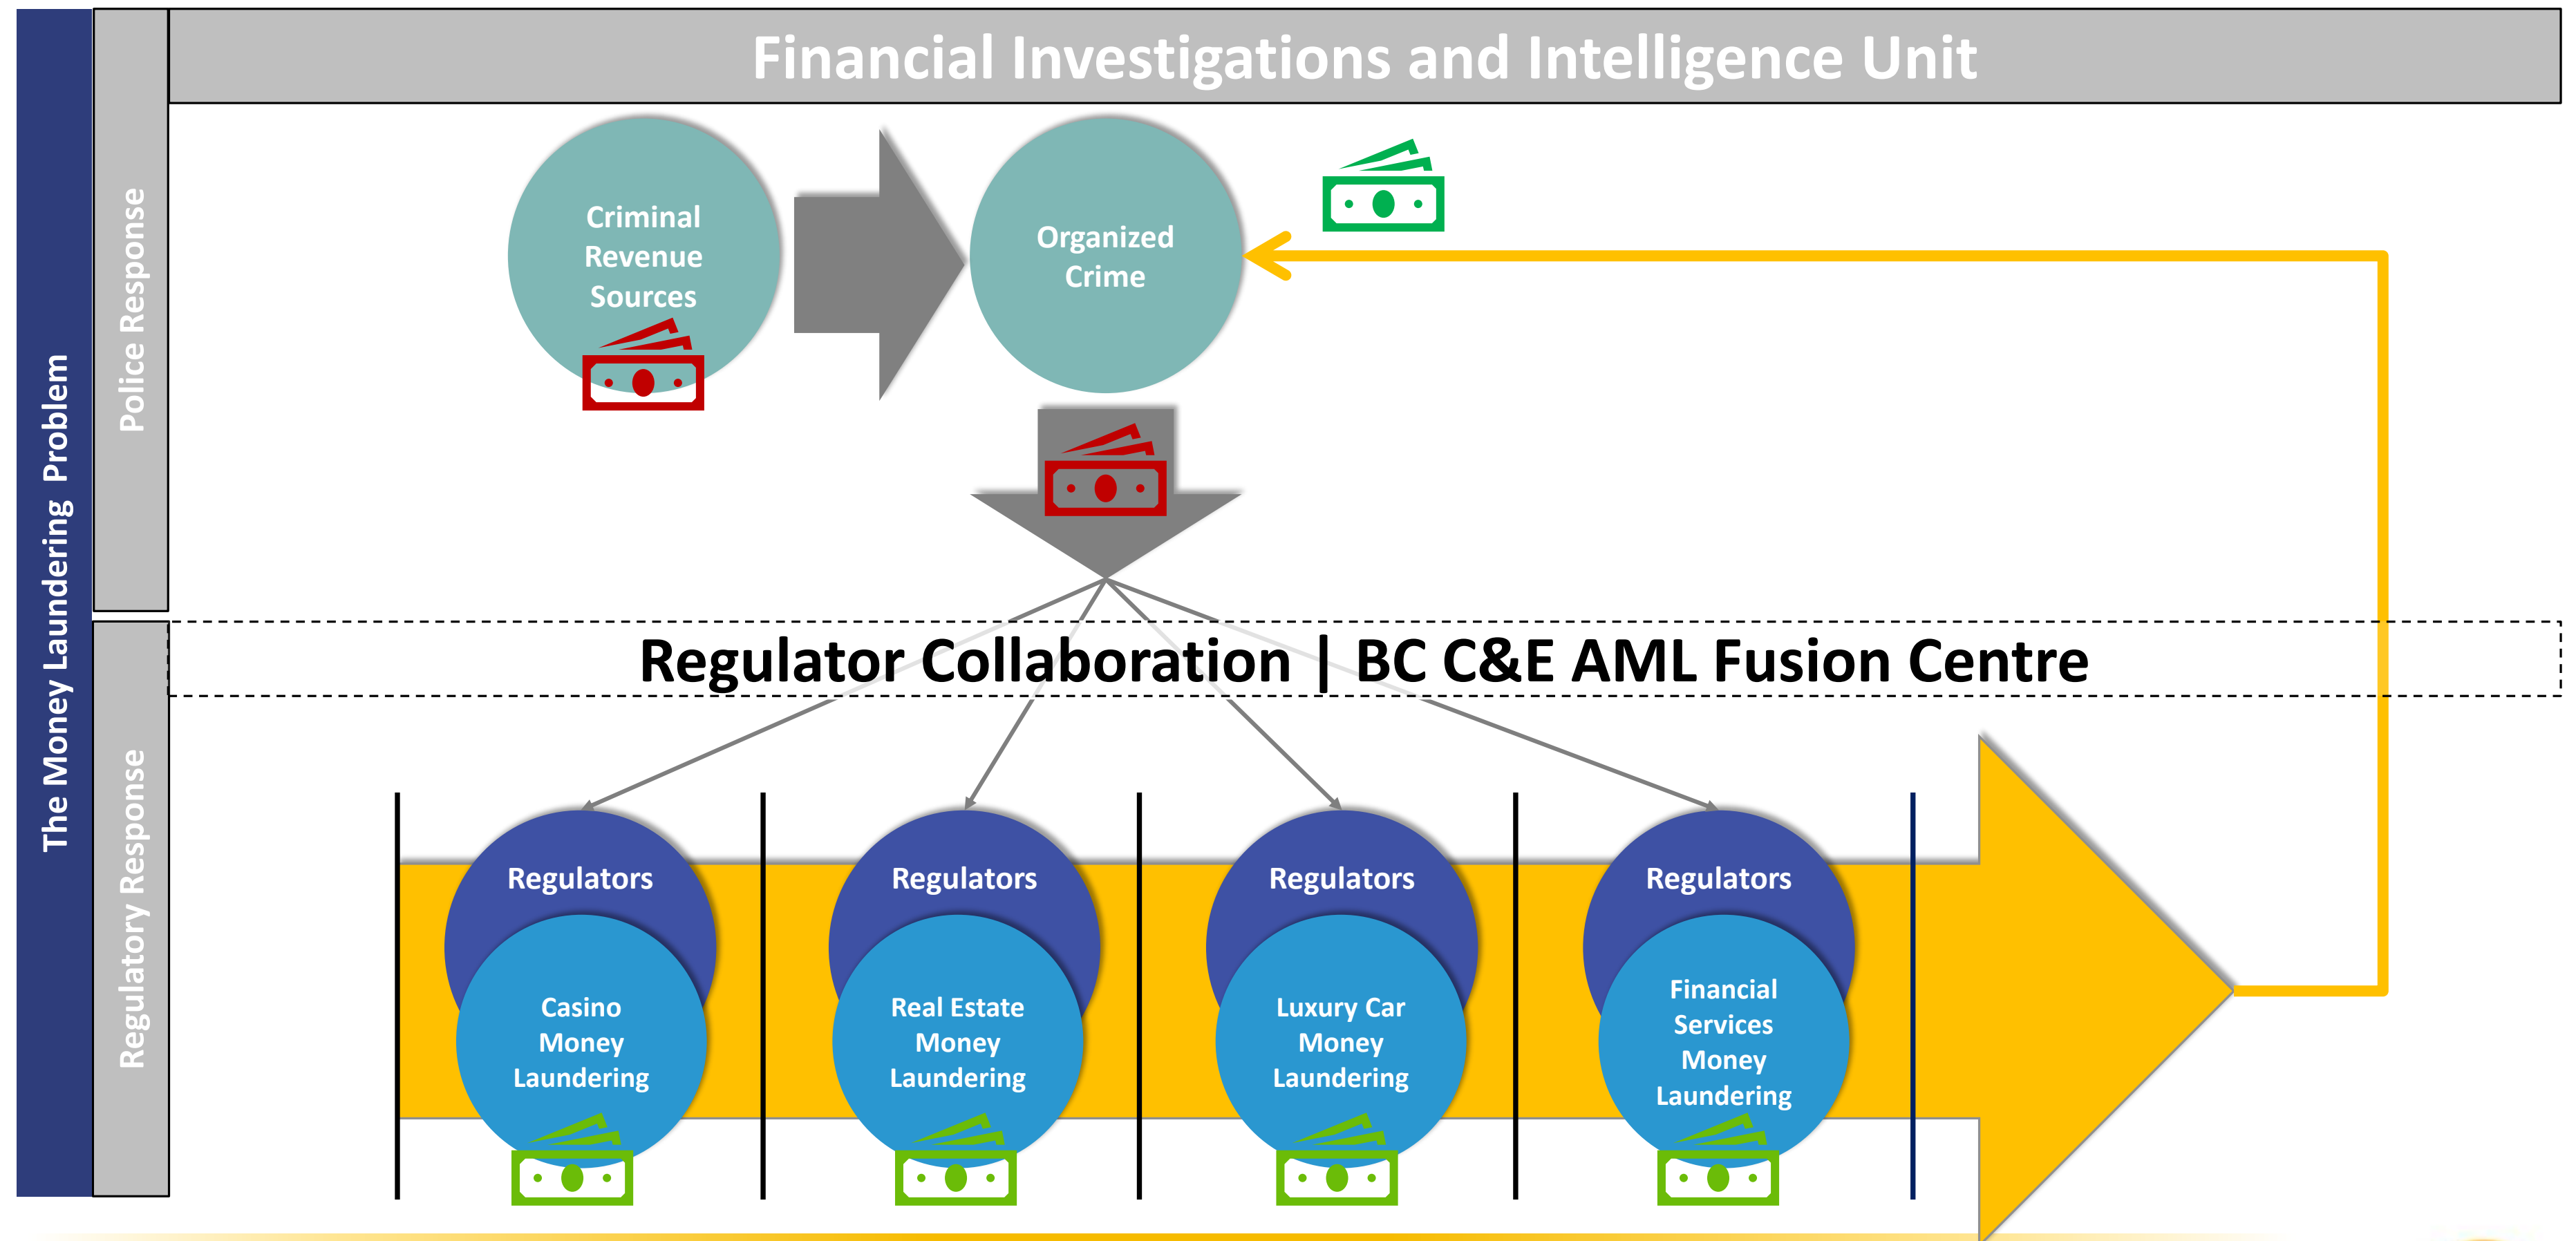 Financial Investigations and Intelligence Unit
The Money Laundering Problem
Police Response
Criminal
Revenue
Sources
Organized
Crime
Regulator Collaboration | BC C&E AML Fusion Centre
Regulatory Response
Regulators
Regulators
Regulators
Regulators
Casino
Money
Laundering
Real Estate
Money
Laundering
Luxury Car
Money
Laundering
Financial
Services
Money
Laundering